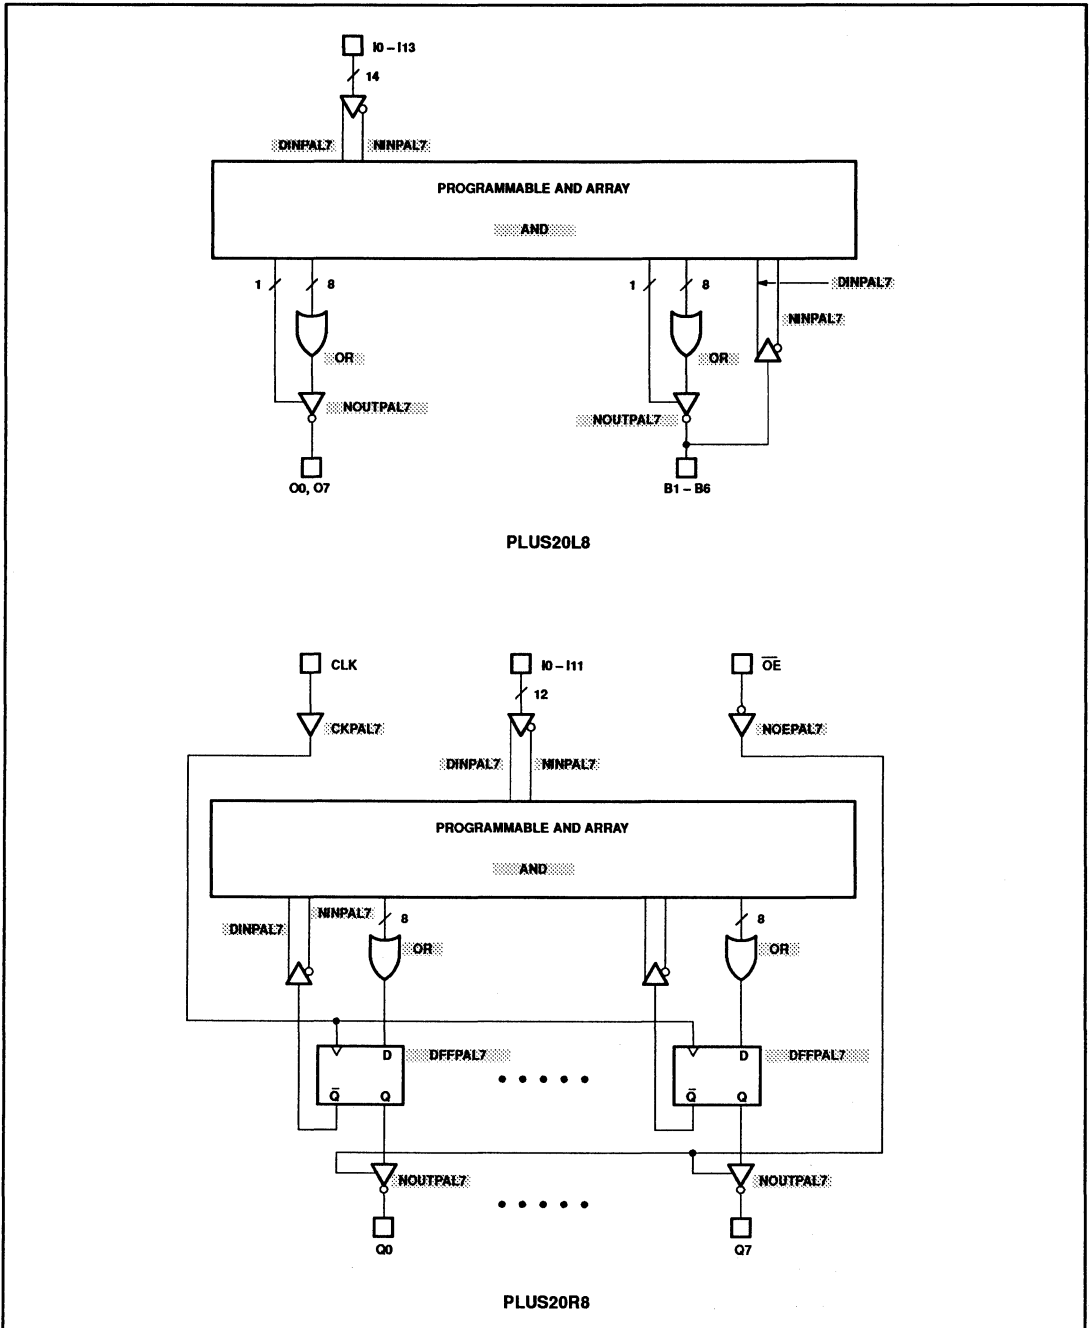 I0 – I13
14
DINPAL7 NINPAL7
PROGRAMMABLE AND ARRAY
AND
1 8 1 8 DINPAL7
NINPAL7
OR OR
NOUTPAL7 NOUTPAL7
O0, O7 B1 – B6
PLUS20L8
CLK I0 – I11 O̅E̅
12
CKPAL7 NOEPAL7
DINPAL7 NINPAL7
PROGRAMMABLE AND ARRAY
AND
NINPAL7 8 8
DINPAL7
OR OR
D DFFPAL7 D DFFPAL7
Q̅ Q Q̅ Q
NOUTPAL7 NOUTPAL7
Q0 Q7
PLUS20R8